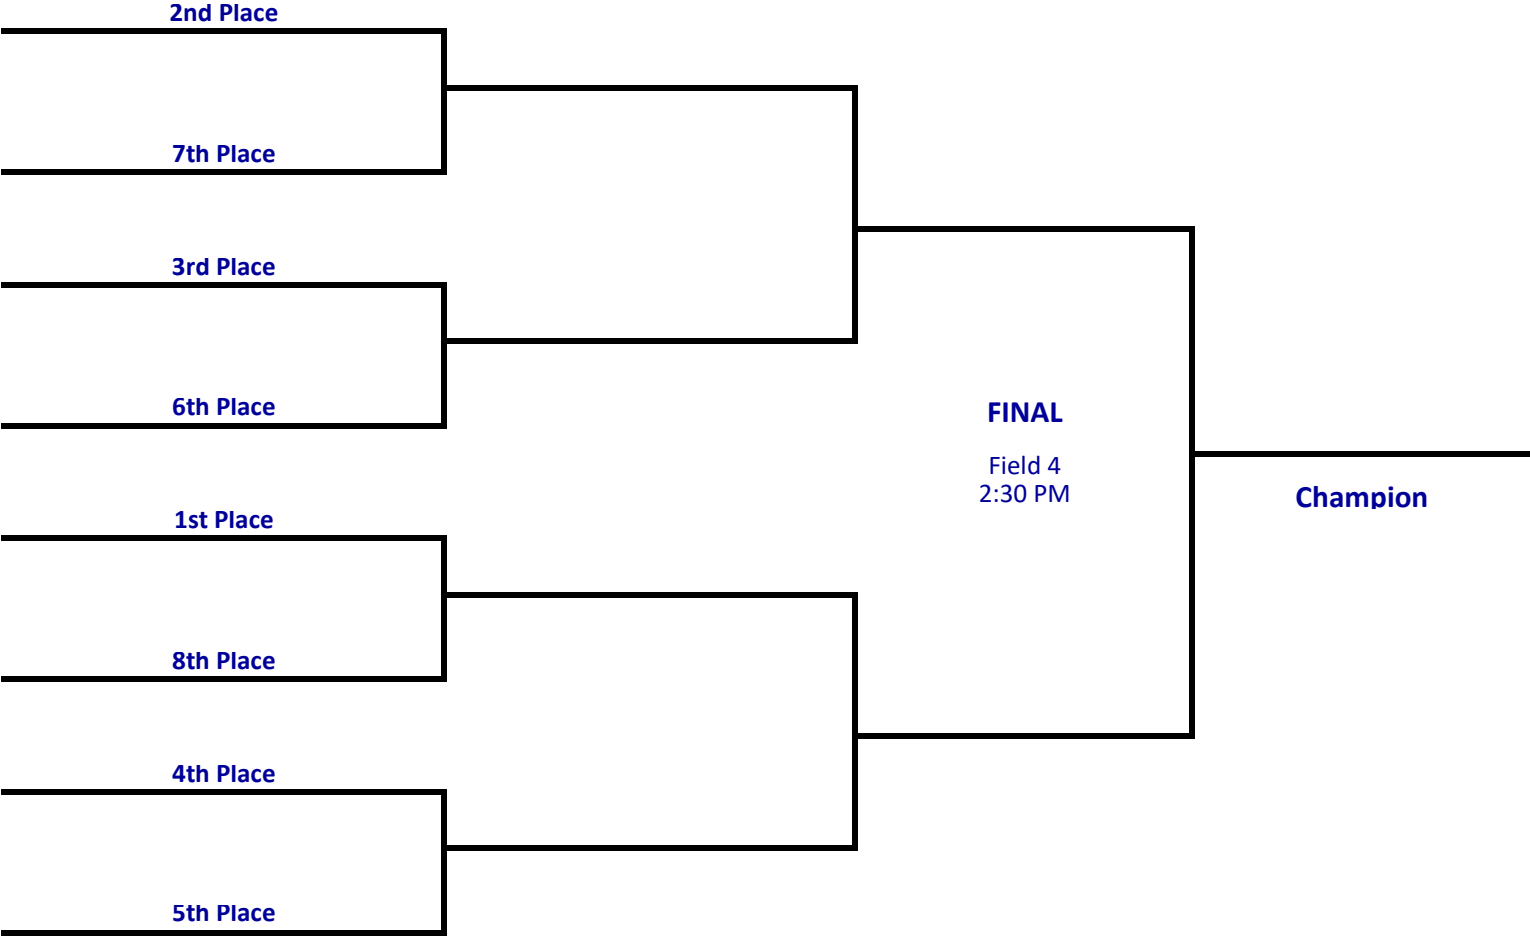 2nd Place
7th Place
3rd Place
6th Place
FINAL
Field 4
2:30 PM
Champion
1st Place
8th Place
4th Place
5th Place